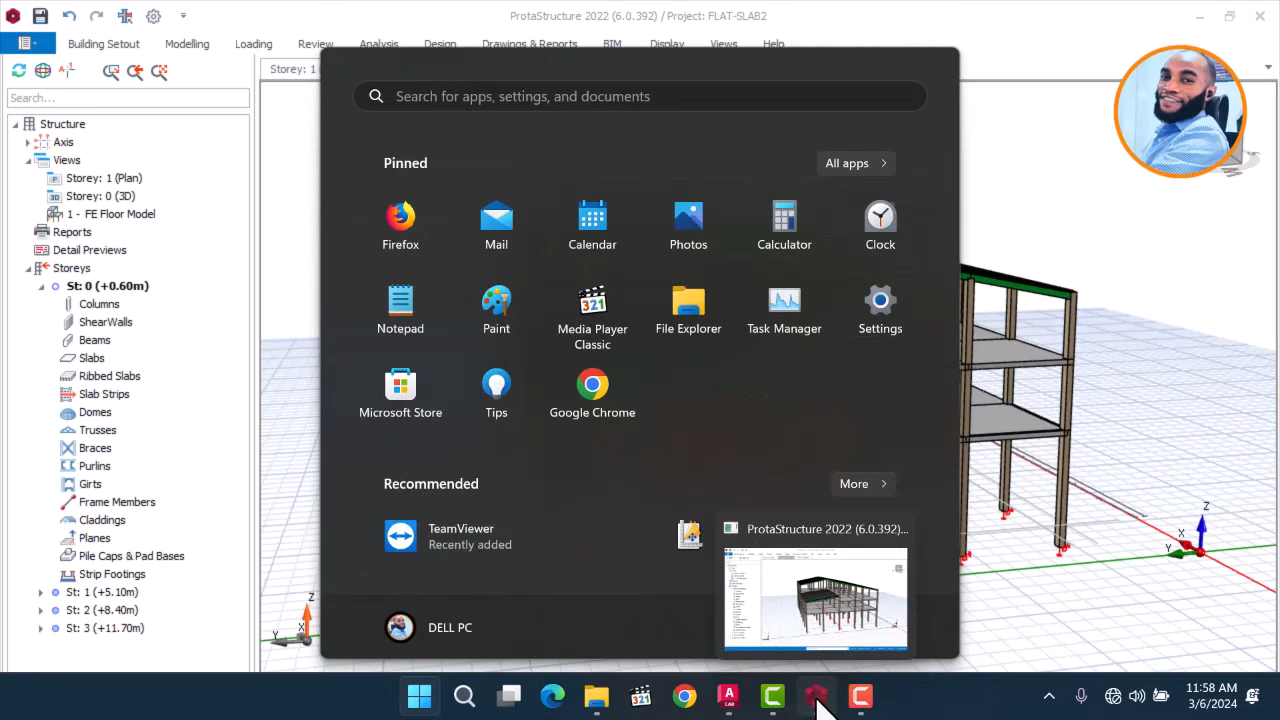 ProtaStructure 2022 (6.0.392) / Project: FLAT-SLAB2
Building Setout Modelling Loading Review Analysis Design Drawings & Reports BIM Display Views Help
Search...
Structure
Axis
Views
Storey: 1 (Plan)
Storey: 0 (3D)
1 - FE Floor Model
Reports
Detail Previews
Storeys
St: 0 (+0.60m)
Columns
ShearWalls
Beams
Slabs
Ribbed Slabs
Slab Strips
Domes
Trusses
Braces
Purlins
Girts
Frame Members
Claddings
Planes
Pile Caps & Pad Bases
Strip Footings
St: 1 (+5.10m)
St: 2 (+8.40m)
St: 3 (+11.70m)
Storey: 1
Search for apps, settings, and documents
Pinned
All apps
Firefox
Mail
Calendar
Photos
Calculator
Clock
Notepad
Paint
Media Player
Classic
File Explorer
Task Manager
Settings
Microsoft Store
Tips
Google Chrome
Recommended
More
TeamViewer
Recently added
ProtaStructure 2022 (6.0.392)...
DELL PC
Z
X
Y
Z
X
Y
11:58 AM
3/6/2024